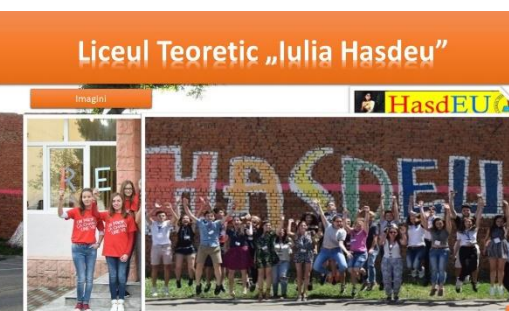 Liceul Teoretic „Iulia Hasdeu”
Imagini
HasdEU
R E
HASDEU